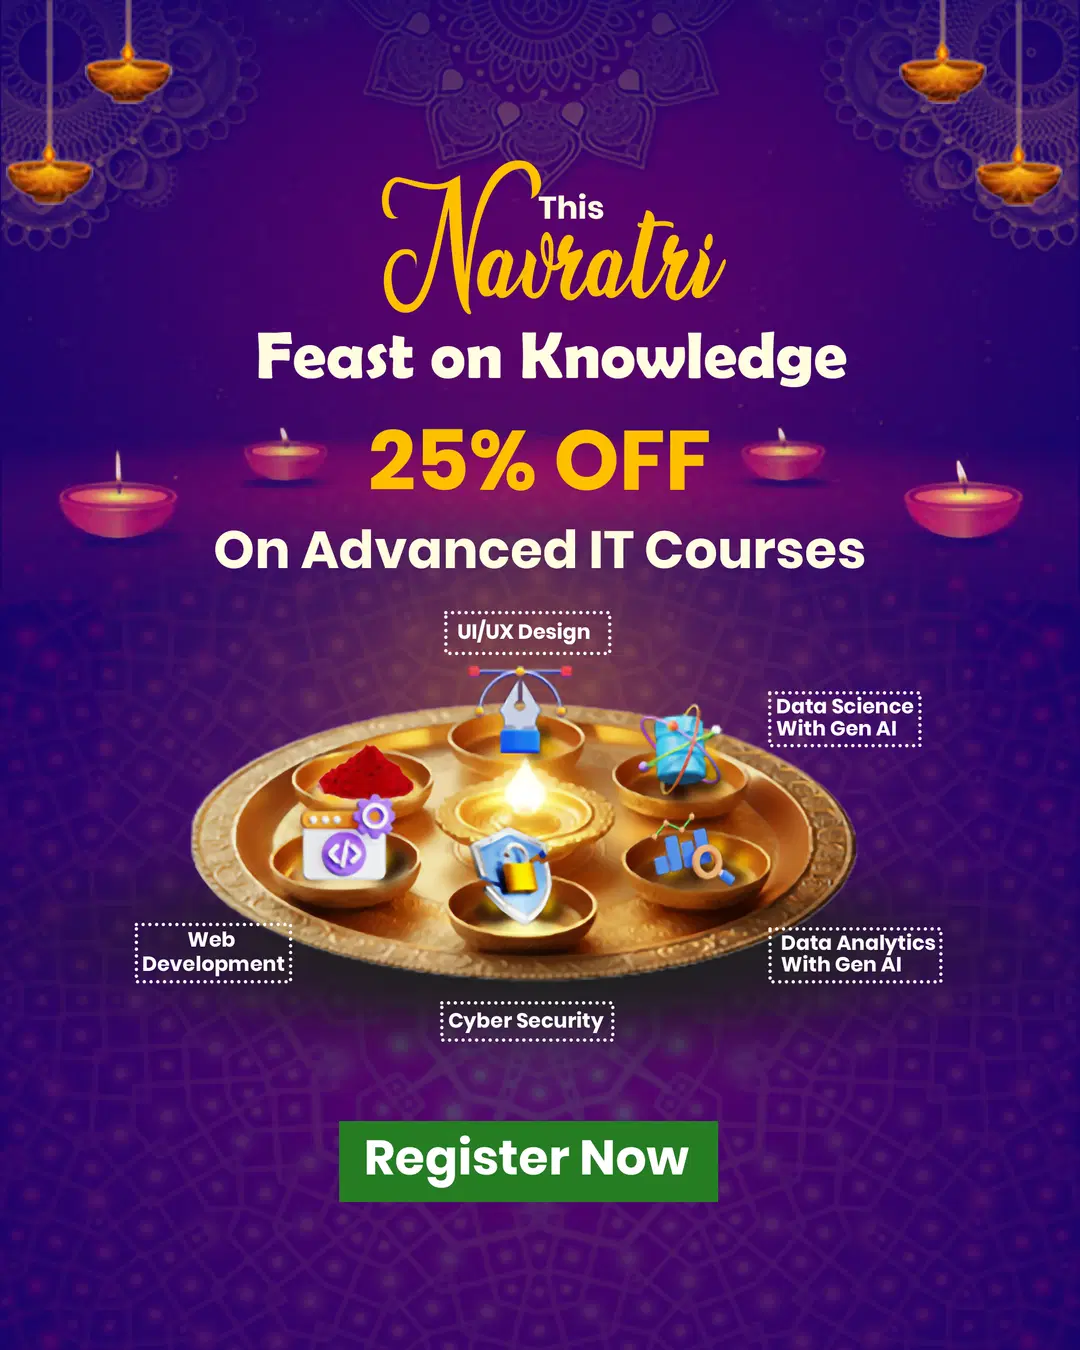 This
Navratri
Feast on Knowledge
25% OFF
On Advanced IT Courses
UI/UX Design
Data Science
With Gen AI
Web
Development
Data Analytics
With Gen AI
Cyber Security
Register Now